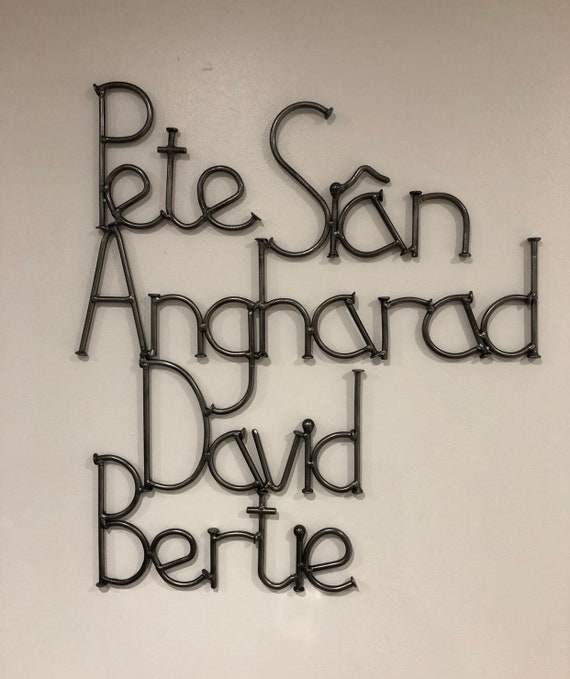 Pete Siân
Angharad
David
Bertie